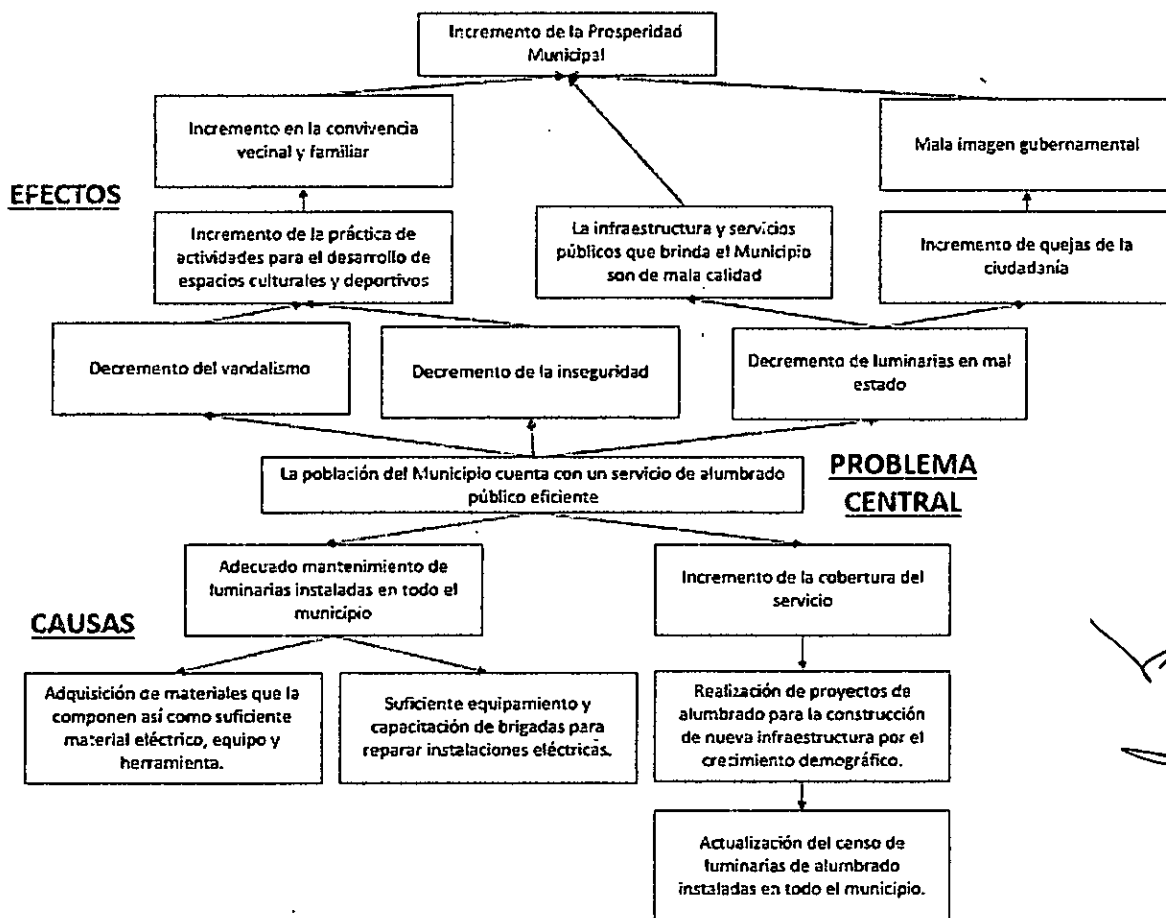 Incremento de la Prosperidad
Municipal
Incremento en la convivencia
vecinal y familiar
Mala imagen gubernamental
EFECTOS
Incremento de la práctica de
actividades para el desarrollo de
espacios culturales y deportivos
La infraestructura y servicios
públicos que brinda el Municipio
son de mala calidad
Incremento de quejas de la
ciudadanía
Decremento del vandalismo
Decremento de la inseguridad
Decremento de luminarias en mal
estado
La población del Municipio cuenta con un servicio de alumbrado
público eficiente
PROBLEMA
CENTRAL
Adecuado mantenimiento de
luminarias instaladas en todo el
municipio
Incremento de la cobertura del
servicio
CAUSAS
Adquisición de materiales que la
componen así como suficiente
material eléctrico, equipo y
herramienta.
Suficiente equipamiento y
capacitación de brigadas para
reparar instalaciones eléctricas.
Realización de proyectos de
alumbrado para la construcción
de nueva infraestructura por el
crecimiento demográfico.
Actualización del censo de
luminarias de alumbrado
instaladas en todo el municipio.